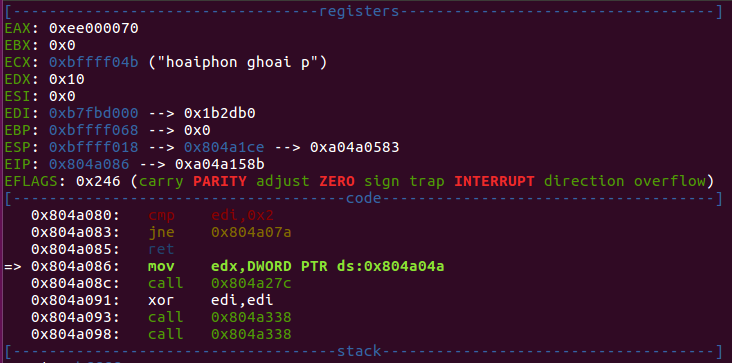 [----------------------------------registers-----------------------------------]
EAX: 0xee000070
EBX: 0x0
ECX: 0xbffff04b ("hoaiphon ghoai p")
EDX: 0x10
ESI: 0x0
EDI: 0xb7fbd000 --> 0x1b2db0
EBP: 0xbffff068 --> 0x0
ESP: 0xbffff018 --> 0x804a1ce --> 0xa04a0583
EIP: 0x804a086 --> 0xa04a158b
EFLAGS: 0x246 (carry PARITY adjust ZERO sign trap INTERRUPT direction overflow)
[-------------------------------------code-------------------------------------]
0x804a080: cmp edi,0x2
0x804a083: jne 0x804a07a
0x804a085: ret
=> 0x804a086: mov edx,DWORD PTR ds:0x804a04a
0x804a08c: call 0x804a27c
0x804a091: xor edi,edi
0x804a093: call 0x804a338
0x804a098: call 0x804a338
[------------------------------------stack-------------------------------------]